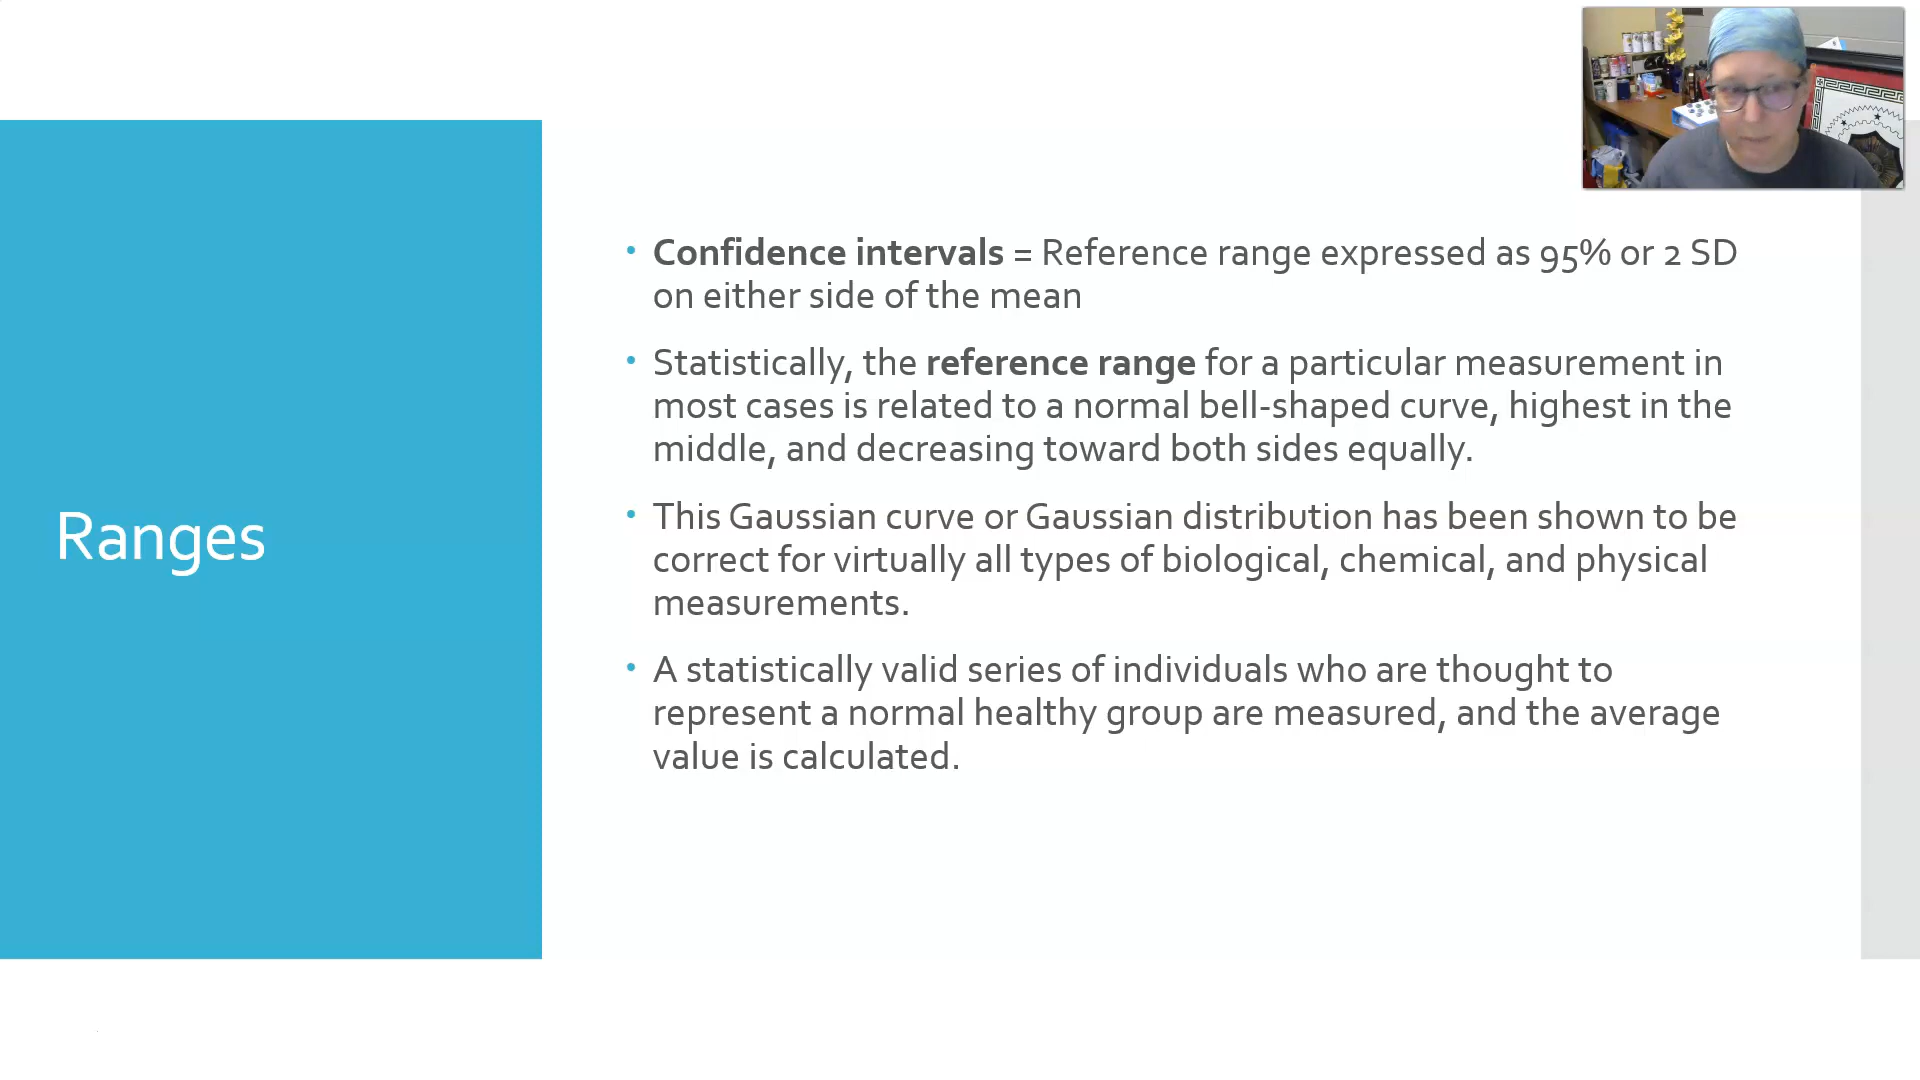 Ranges
• Confidence intervals = Reference range expressed as 95% or 2 SD
on either side of the mean
• Statistically, the reference range for a particular measurement in
most cases is related to a normal bell-shaped curve, highest in the
middle, and decreasing toward both sides equally.
• This Gaussian curve or Gaussian distribution has been shown to be
correct for virtually all types of biological, chemical, and physical
measurements.
• A statistically valid series of individuals who are thought to
represent a normal healthy group are measured, and the average
value is calculated.